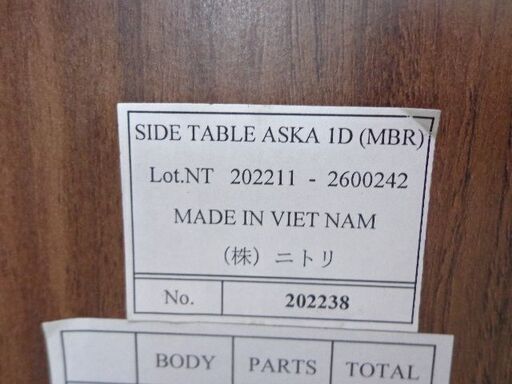 SIDE TABLE ASKA 1D (MBR)
Lot.NT 202211 - 2600242
MADE IN VIET NAM
(株) ニトリ
No. 202238
BODY PARTS TOTAL